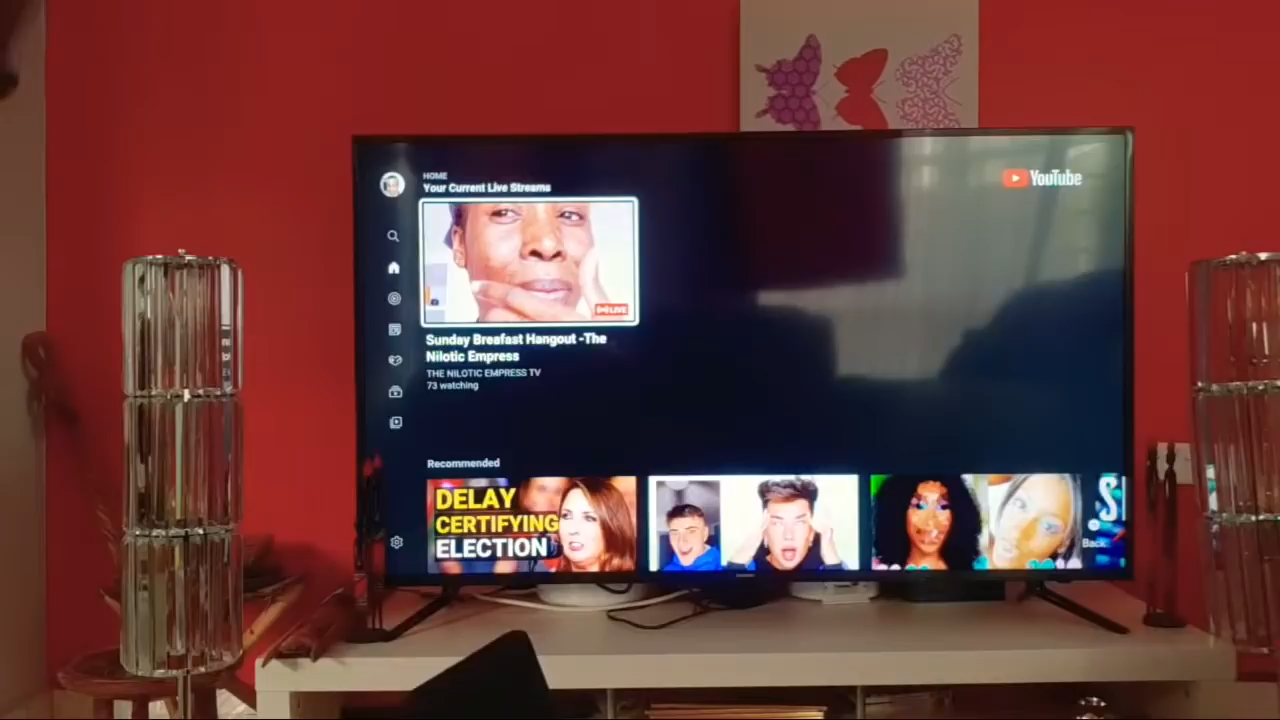 HOME
Your Current Live Streams
YouTube
LIVE
Sunday Breafast Hangout -The
Nilotic Empress
THE NILOTIC EMPRESS TV
73 watching
Recommended
DELAY
CERTIFYING
ELECTION
Back